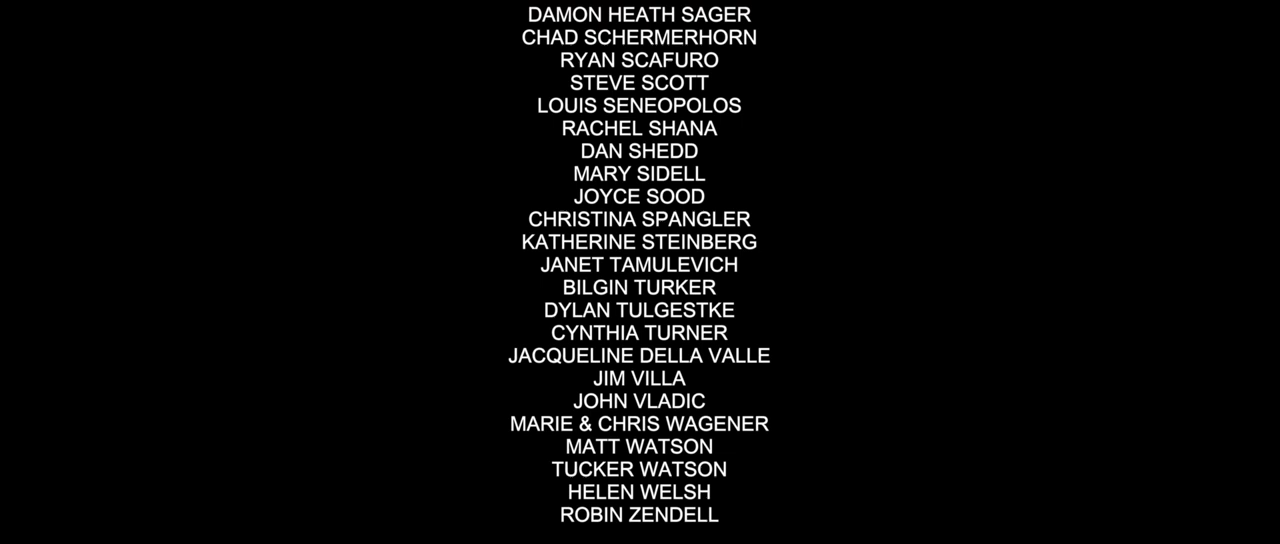 DAMON HEATH SAGER
CHAD SCHERMERHORN
RYAN SCAFURO
STEVE SCOTT
LOUIS SENEOPOLOS
RACHEL SHANA
DAN SHEDD
MARY SIDELL
JOYCE SOOD
CHRISTINA SPANGLER
KATHERINE STEINBERG
JANET TAMULEVICH
BILGIN TURKER
DYLAN TULGESTKE
CYNTHIA TURNER
JACQUELINE DELLA VALLE
JIM VILLA
JOHN VLADIC
MARIE & CHRIS WAGENER
MATT WATSON
TUCKER WATSON
HELEN WELSH
ROBIN ZENDELL